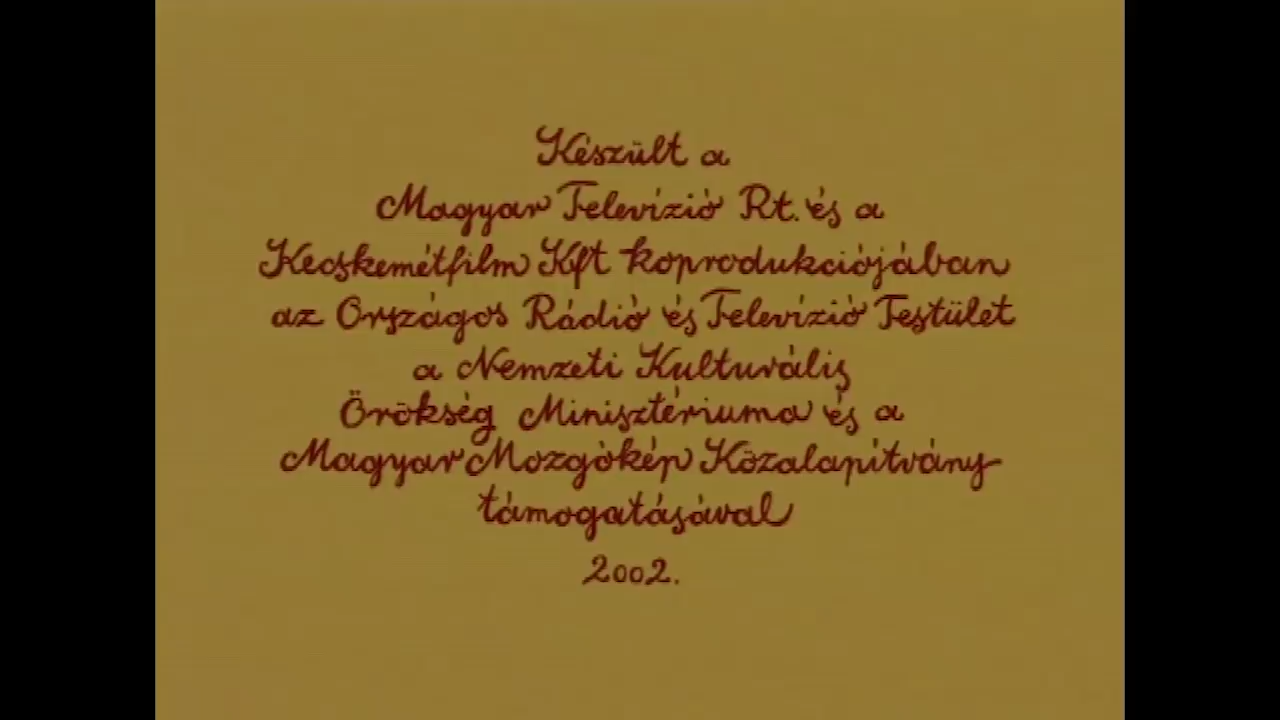 Készült a
Magyar Televízió Rt. és a
Kecskemétfilm Kft koprodukciójában
az Országos Rádió és Televízió Testület
a Nemzeti Kulturális
Örökség Minisztériuma és a
Magyar Mozgókép Közalapítvány
támogatásával
2002.